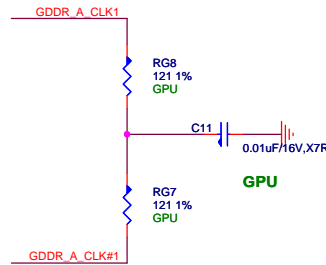 GDDR_A_CLK1
RG8
121 1%
GPU
C11
0.01uF/16V,X7R
GPU
RG7
121 1%
GPU
GDDR_A_CLK#1